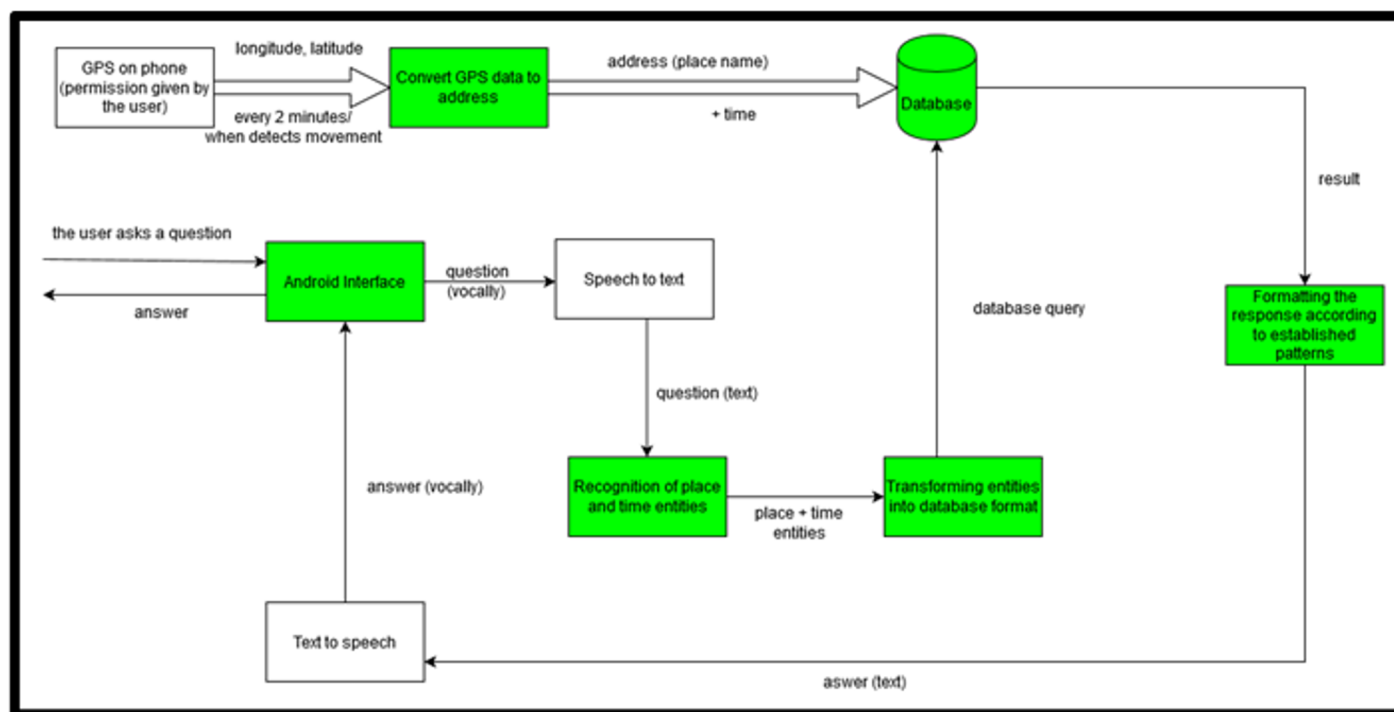 longitude, latitude
GPS on phone
(permission given by
the user)
every 2 minutes/
when detects movement
Convert GPS data to
address
address (place name)
+ time
Database
result
the user asks a question
answer
Android Interface
question
(vocally)
Speech to text
database query
Formatting the
response according
to established
patterns
question (text)
Recognition of place
and time entities
place + time
entities
Transforming entities
into database format
answer (vocally)
Text to speech
aswer (text)